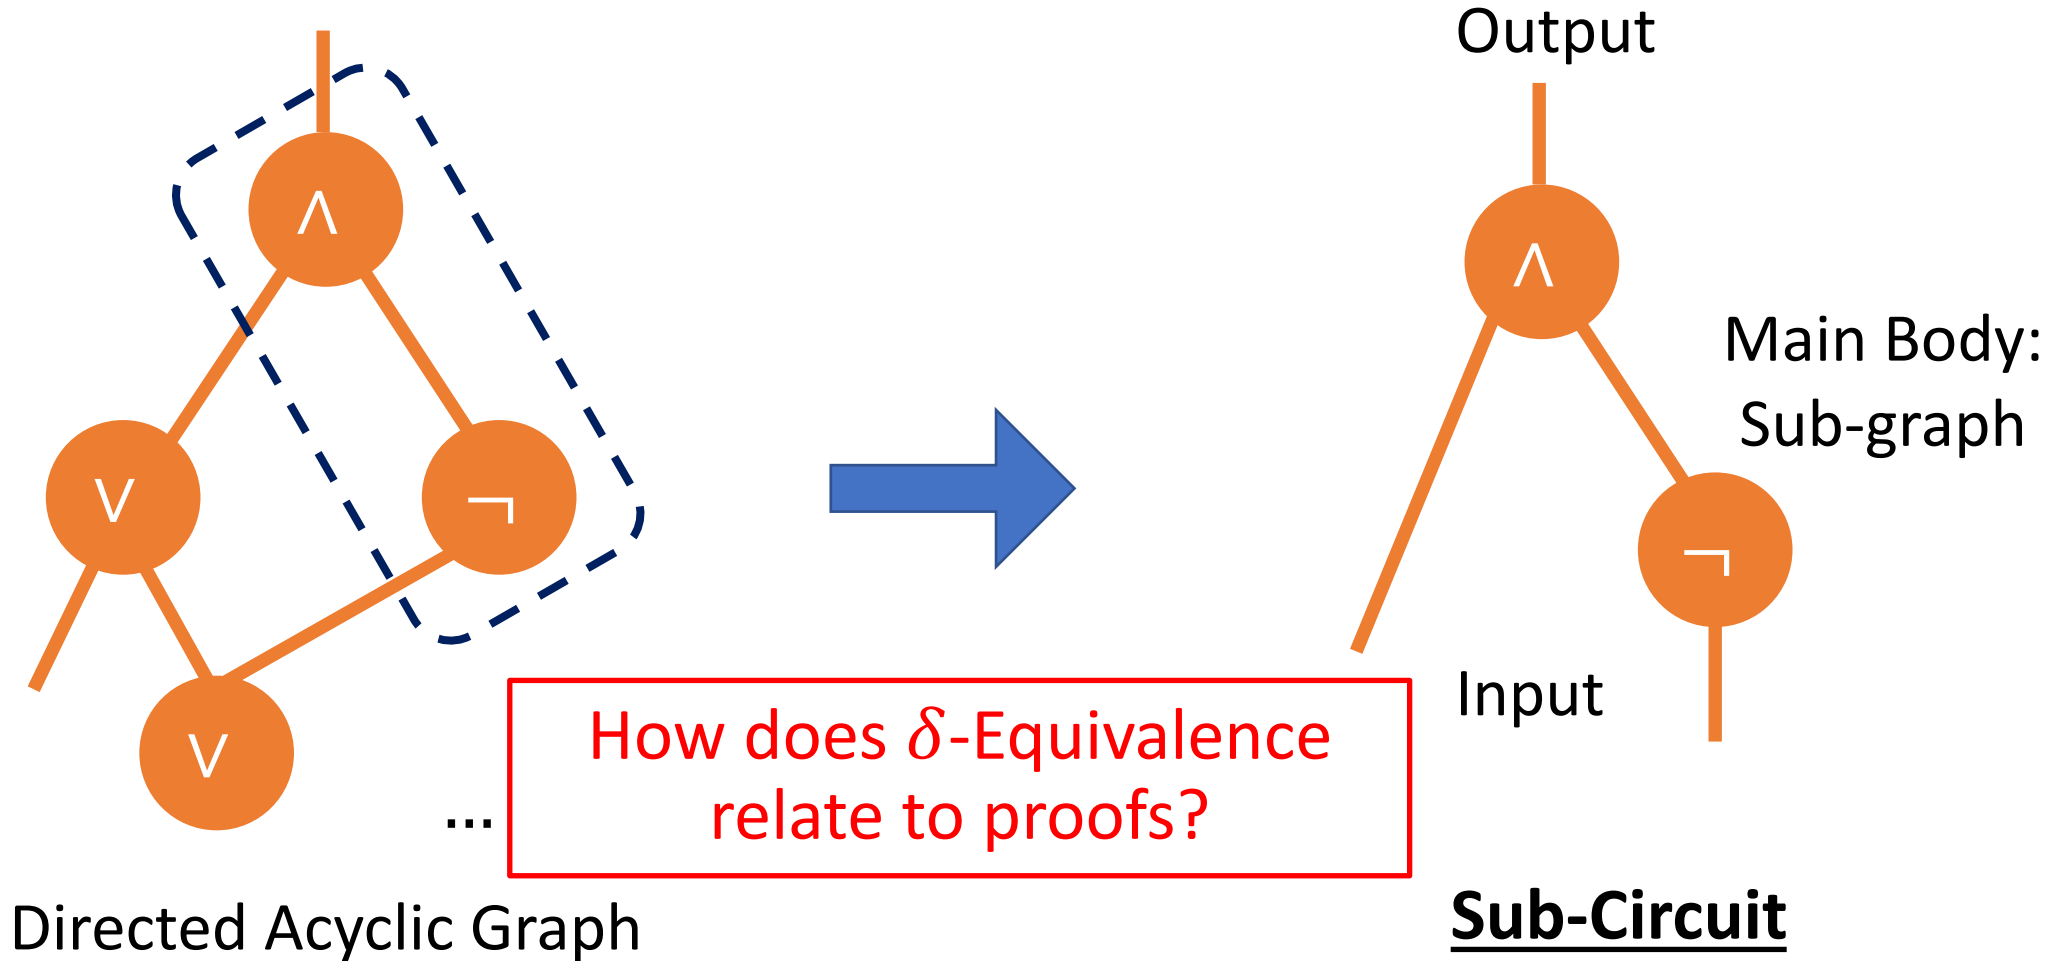 Output
∧
∧
Main Body:
Sub-graph
∨
¬
¬
Input
∨
How does δ-Equivalence
relate to proofs?
...
Directed Acyclic Graph
Sub-Circuit